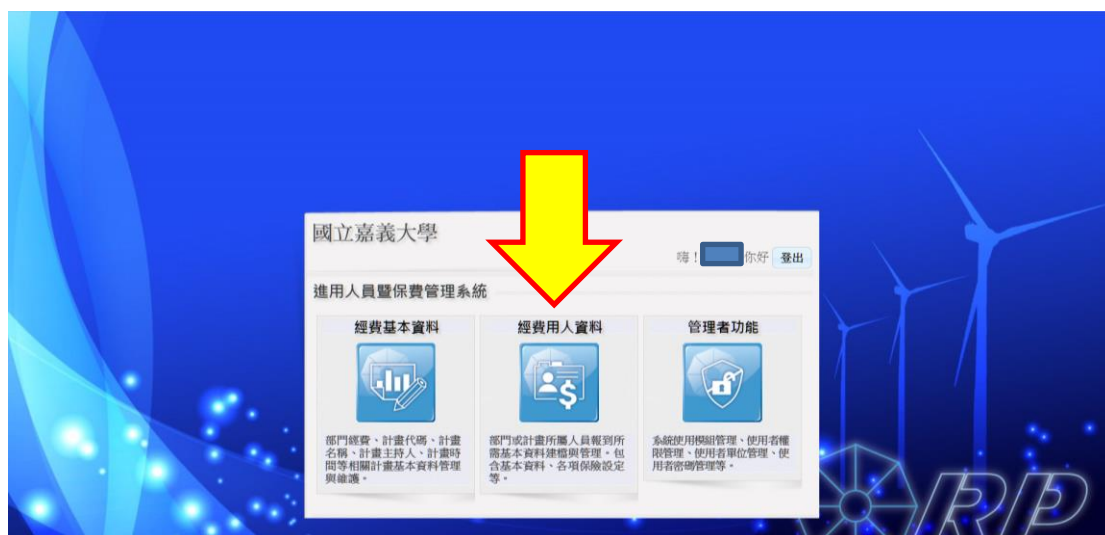 國立嘉義大學
嗨！ 你好 登出
進用人員暨保費管理系統
經費基本資料
部門經費、計畫代碼、計畫
名稱、計畫主持人、計畫時
間等相關計畫基本資料管理
與維護。
經費用人資料
部門或計畫所屬人員報到所
需基本資料建檔與管理。包
含基本資料、各項保險設定
等。
管理者功能
系統使用模組管理、使用者權
限管理、使用者單位管理、使
用者密碼管理等。
RP